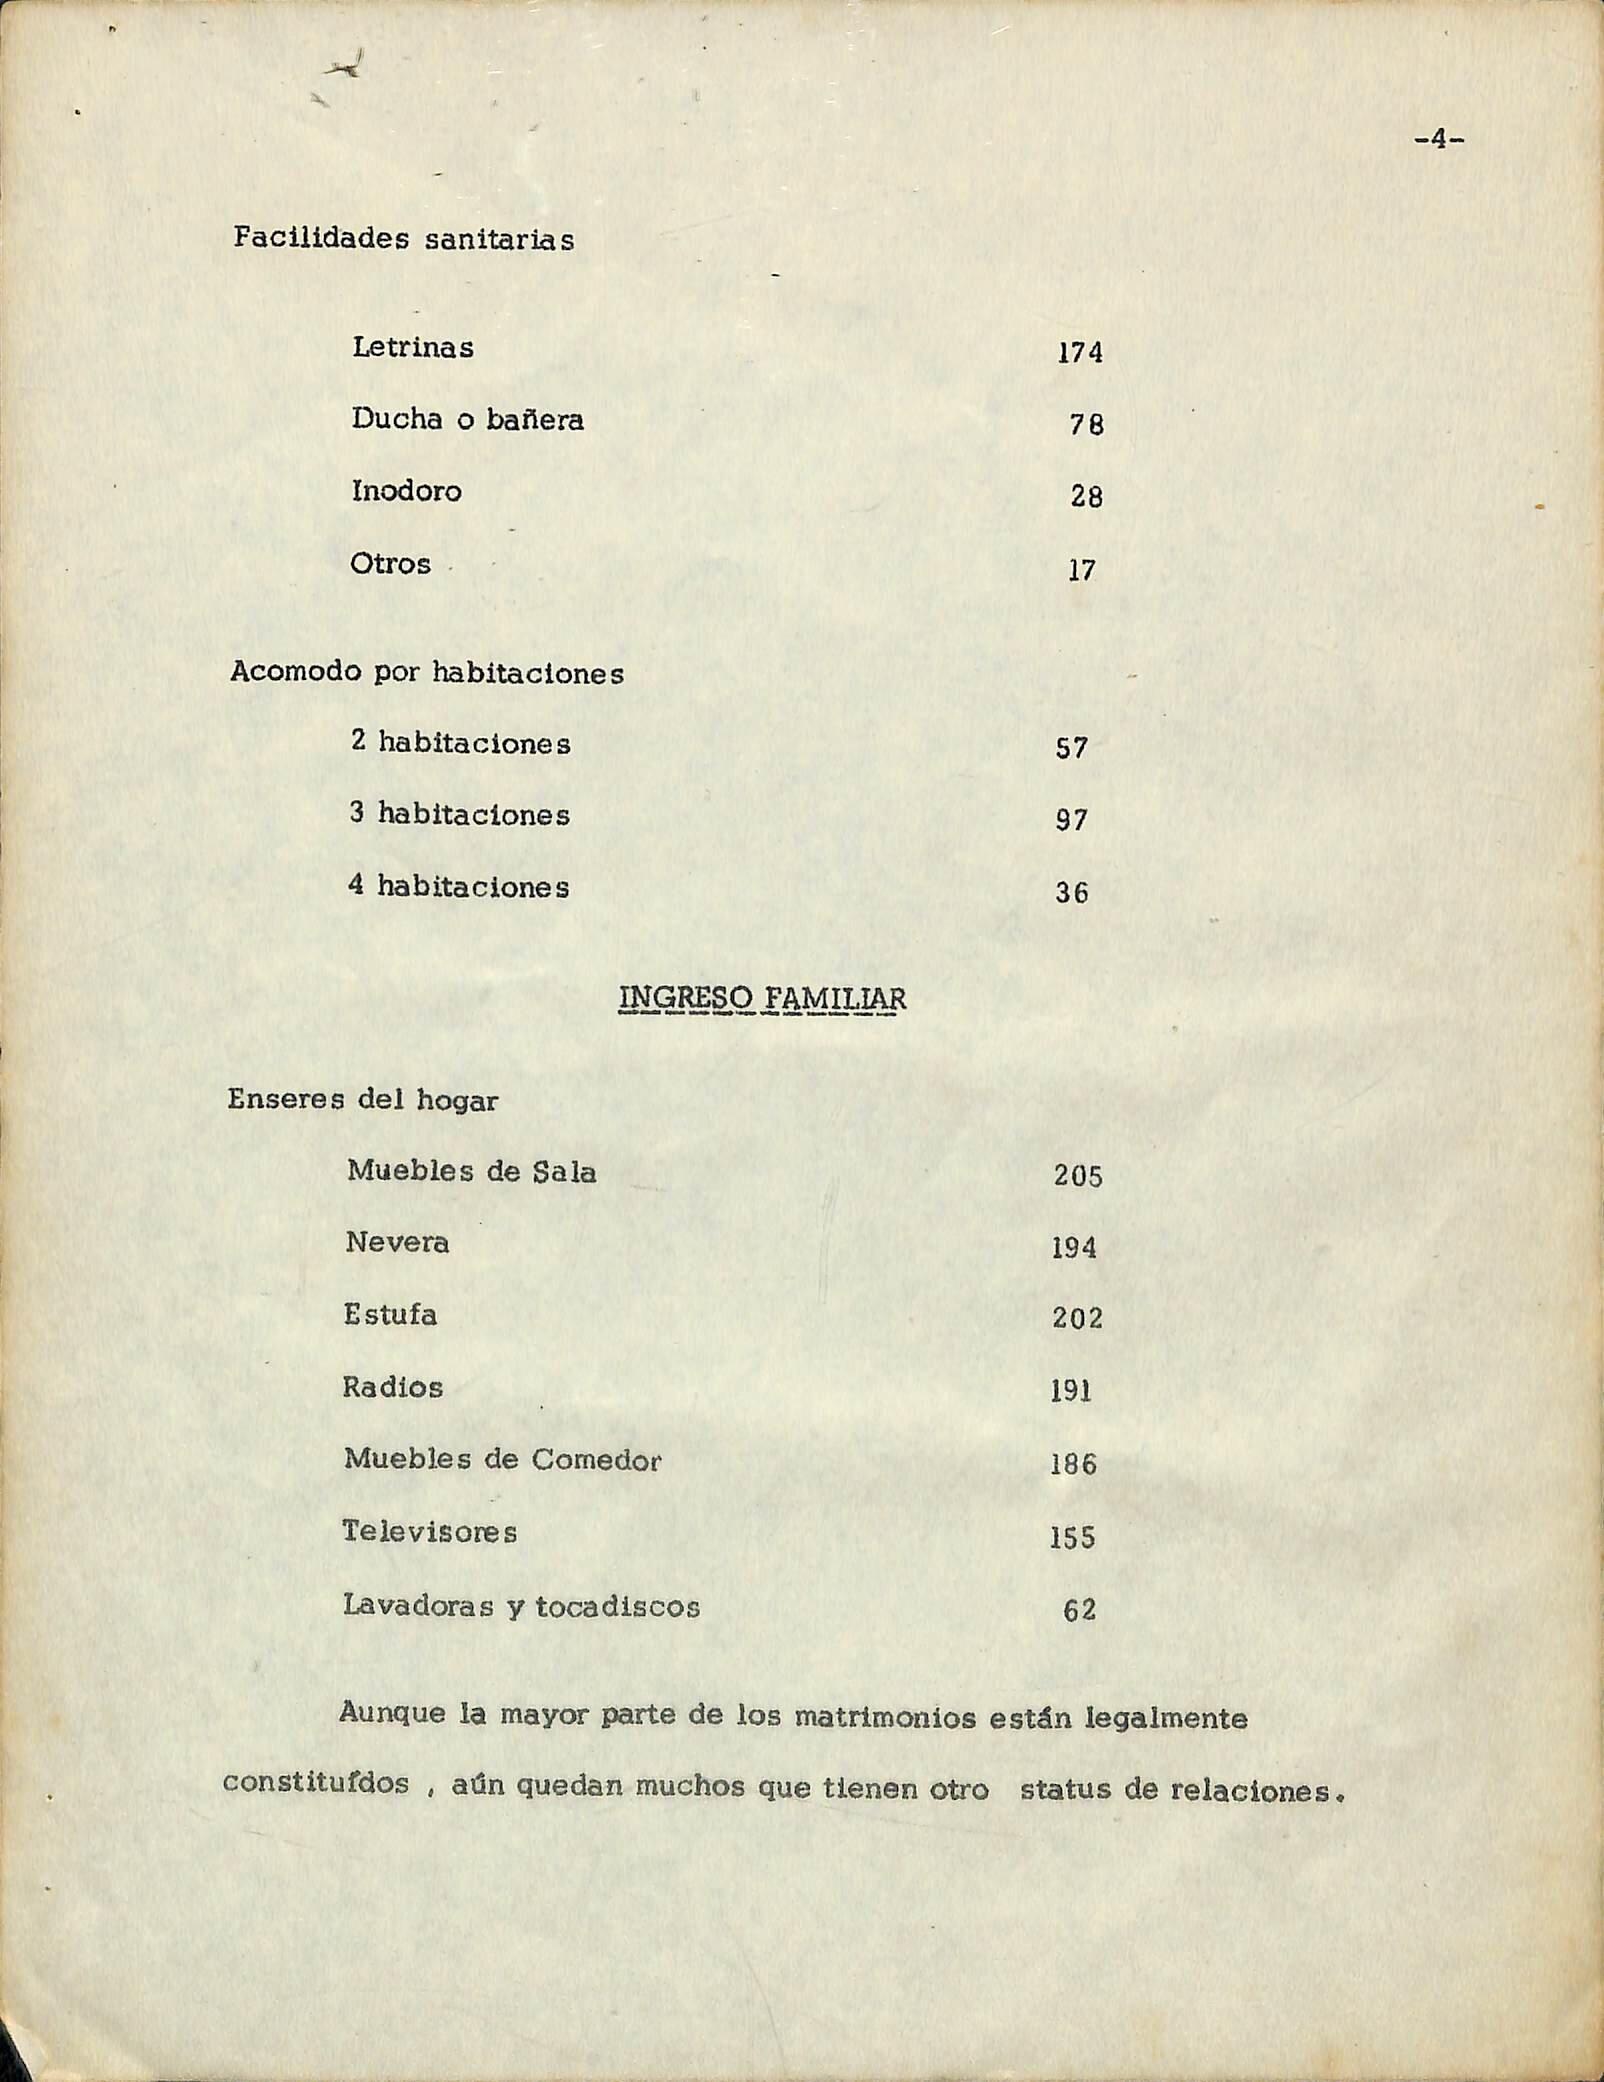 -4-
Facilidades sanitarias
Letrinas 174
Ducha o bañera 78
Inodoro 28
Otros 17
Acomodo por habitaciones
2 habitaciones 57
3 habitaciones 97
4 habitaciones 36
INGRESO FAMILIAR
Enseres del hogar
Muebles de Sala 205
Nevera 194
Estufa 202
Radios 191
Muebles de Comedor 186
Televisores 155
Lavadoras y tocadiscos 62
Aunque la mayor parte de los matrimonios están legalmente
constituídos , aún quedan muchos que tienen otro status de relaciones.